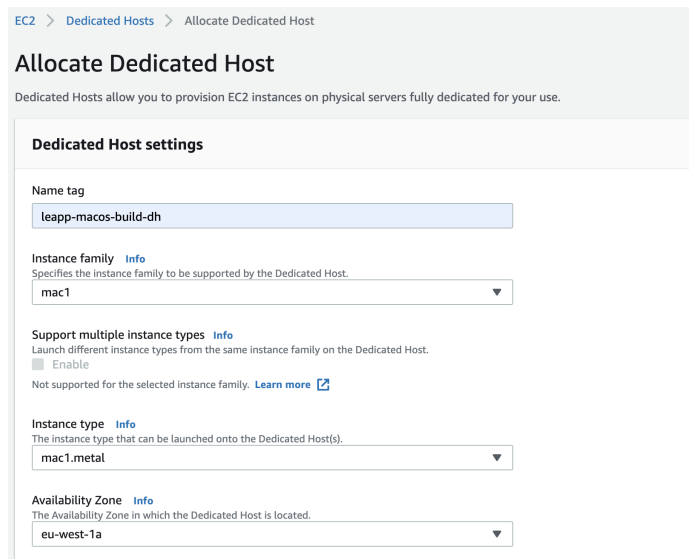 EC2 > Dedicated Hosts > Allocate Dedicated Host
Allocate Dedicated Host
Dedicated Hosts allow you to provision EC2 instances on physical servers fully dedicated for your use.
Dedicated Host settings
Name tag
leapp-macos-build-dh
Instance family Info
Specifies the instance family to be supported by the Dedicated Host.
mac1
Support multiple instance types Info
Launch different instance types from the same instance family on the Dedicated Host.
Enable
Not supported for the selected instance family. Learn more
Instance type Info
The instance type that can be launched onto the Dedicated Host(s).
mac1.metal
Availability Zone Info
The Availability Zone in which the Dedicated Host is located.
eu-west-1a